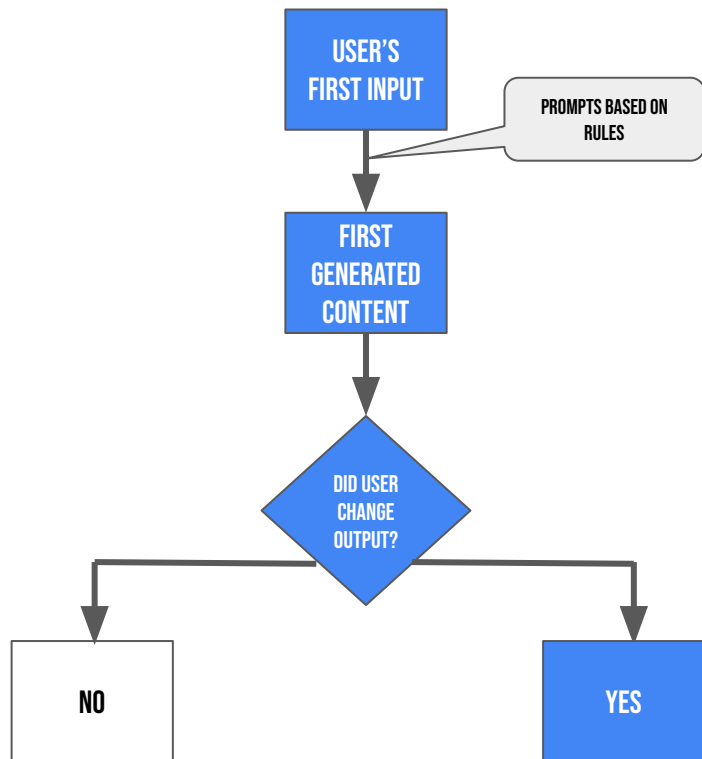 USER'S
FIRST INPUT
PROMPTS BASED ON
RULES
FIRST
GENERATED
CONTENT
DID USER
CHANGE
OUTPUT?
NO
YES